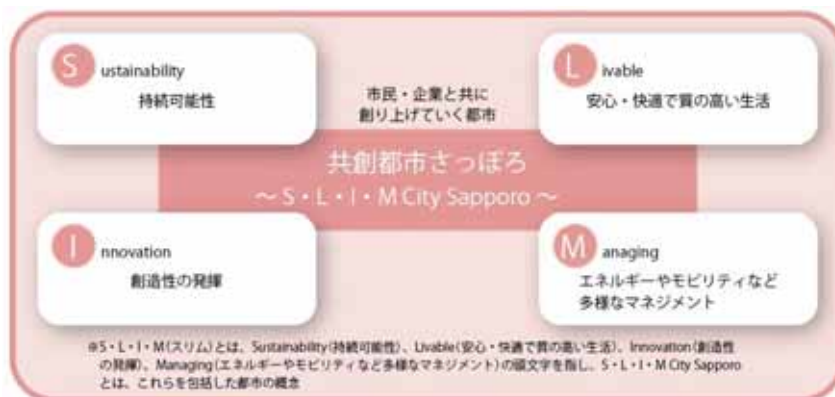 Sustainability
持続可能性
Livable
安心・快適で質の高い生活
市民・企業と共に
創り上げていく都市
共創都市さっぽろ
～ S・L・I・M City Sapporo ～
Innovation
創造性の発揮
Managing
エネルギーやモビリティなど
多様なマネジメント
※S・L・I・M(スリム)とは、Sustainability(持続可能性)、Livable(安心・快適で質の高い生活)、Innovation(創造性
の発揮)、Managing(エネルギーやモビリティなど多様なマネジメント)の頭文字を指し、S・L・I・M City Sapporo
とは、これらを包括した都市の概念